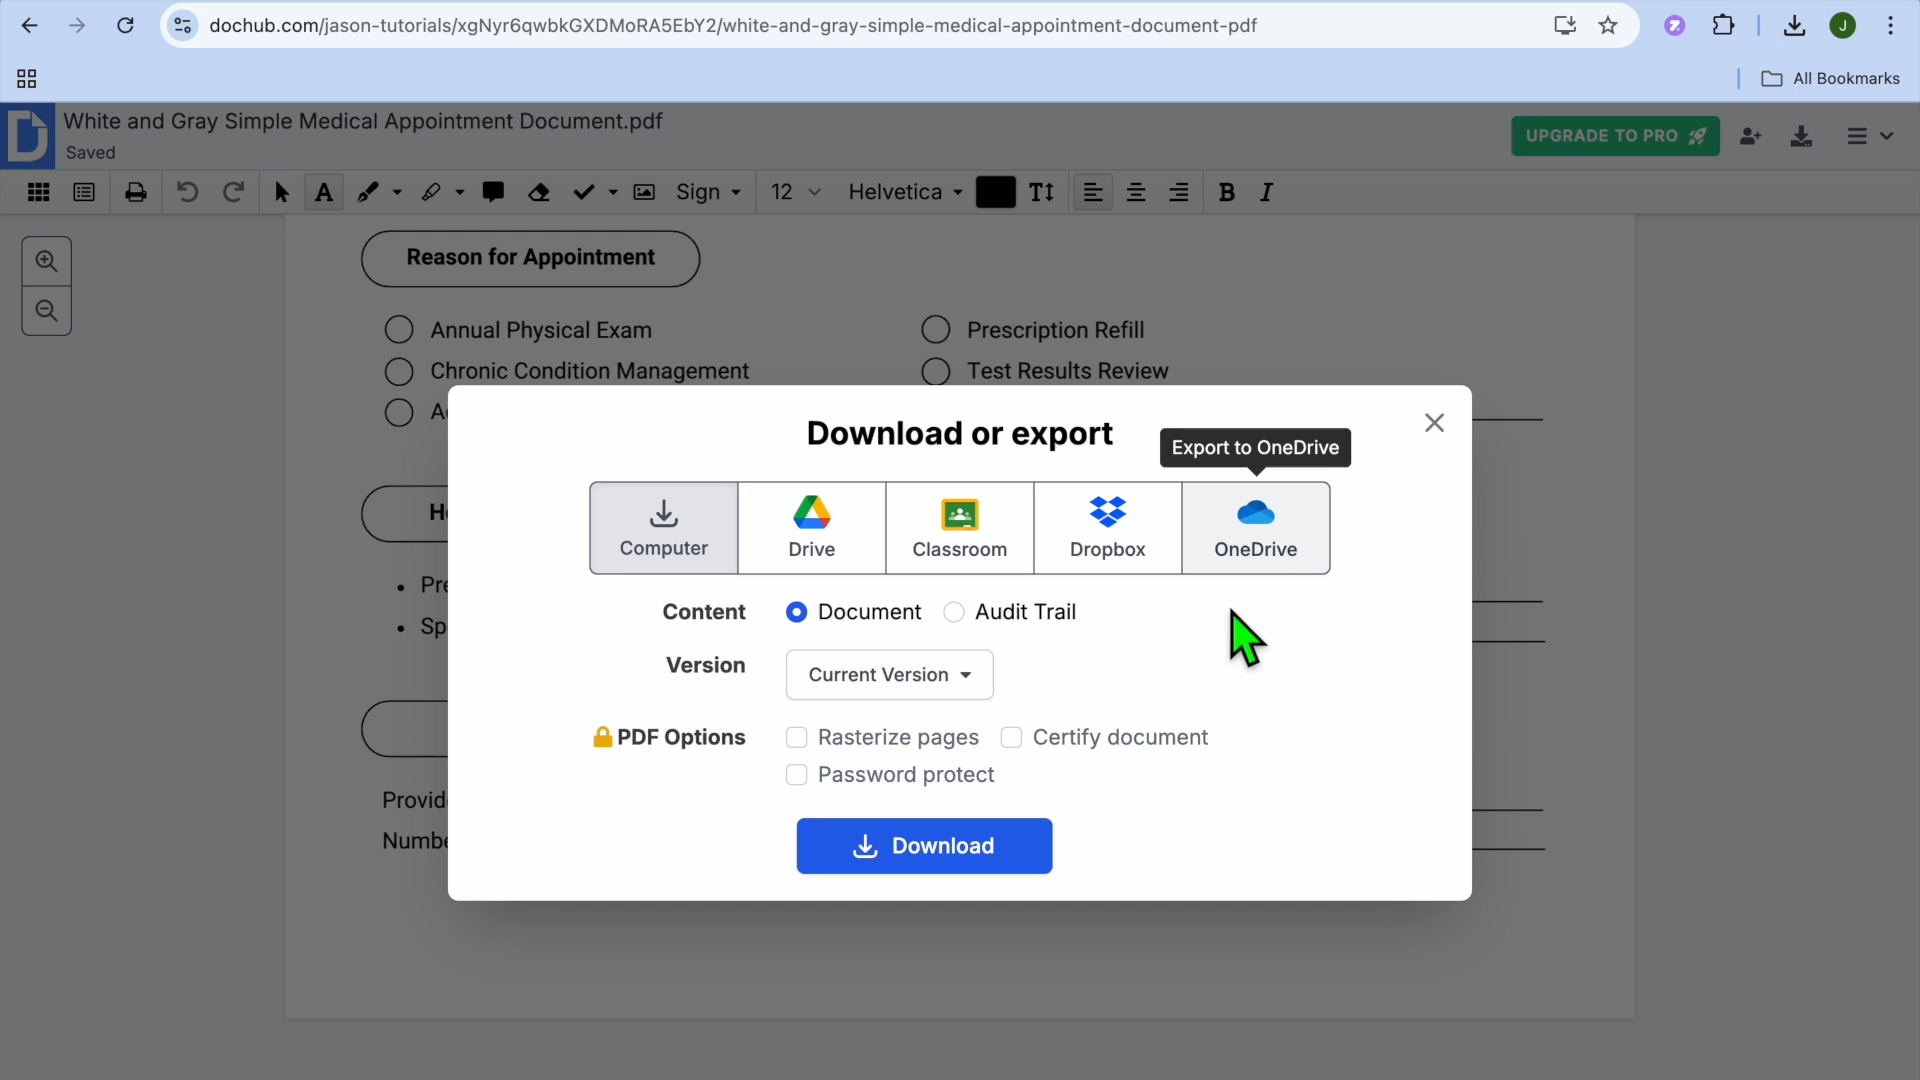 dochub.com/jason-tutorials/xgNyr6qwbkGXDMoRA5EbY2/white-and-gray-simple-medical-appointment-document-pdf
J
All Bookmarks
White and Gray Simple Medical Appointment Document.pdf
Saved
UPGRADE TO PRO
A
Sign
12
Helvetica
T
B
I
Reason for Appointment
Annual Physical Exam
Prescription Refill
Chronic Condition Management
Test Results Review
Download or export
Export to OneDrive
Computer
Drive
Classroom
Dropbox
OneDrive
Content
Document
Audit Trail
Version
Current Version
PDF Options
Rasterize pages
Certify document
Password protect
Download